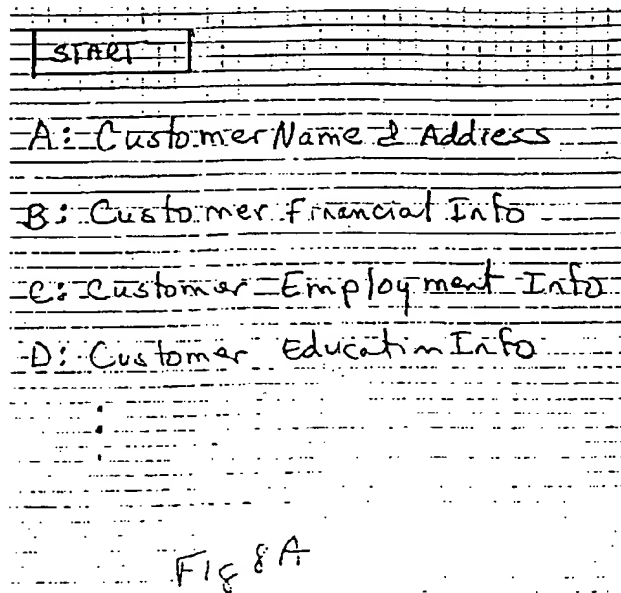 START
A: Customer Name & Address
B: Customer Financial Info
C: Customer Employment Info
D: Customer Education Info
Fig 8A